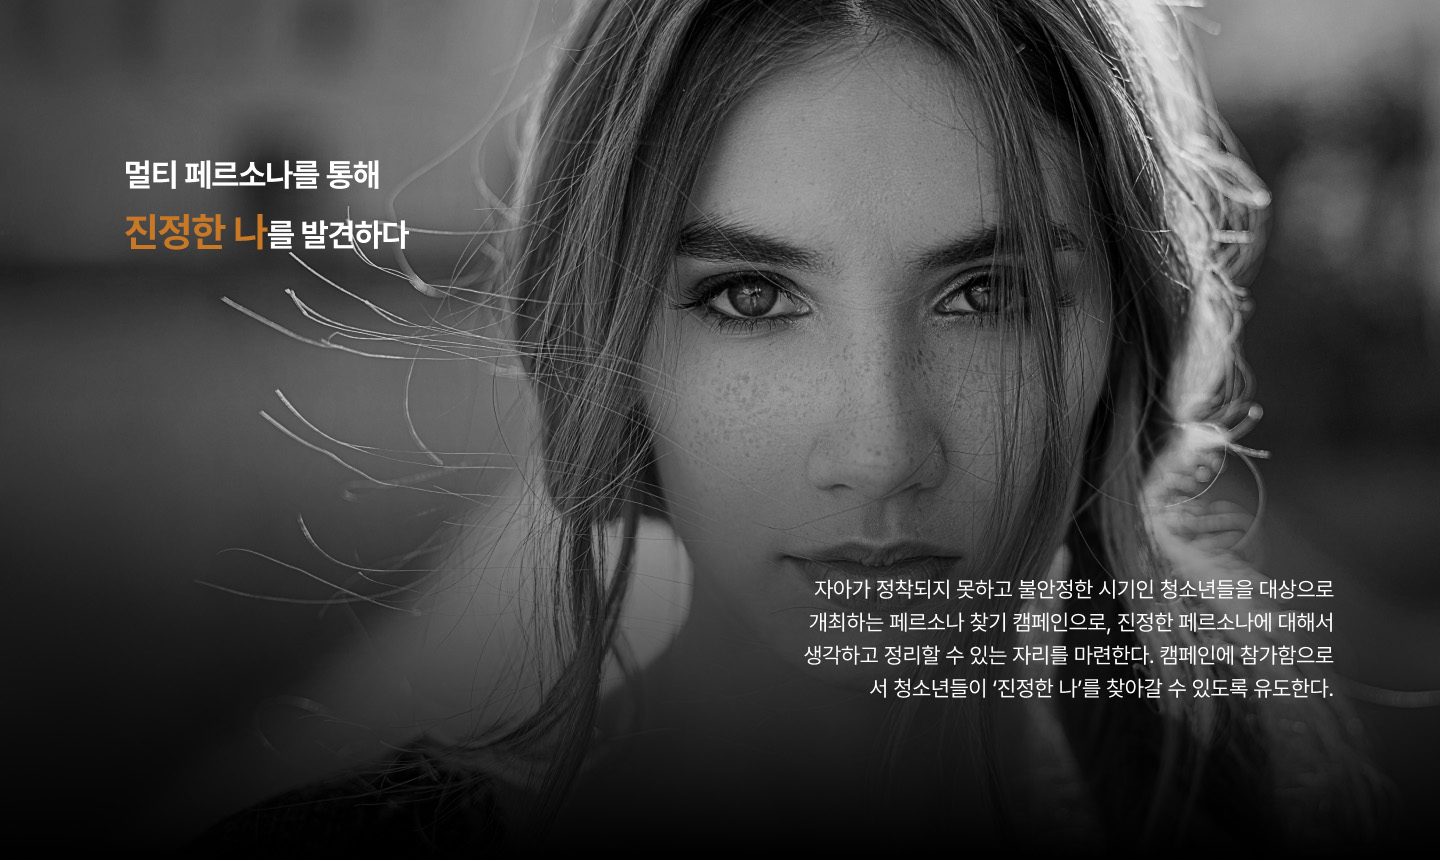 멀티 페르소나를 통해
진정한 나를 발견하다
자아가 정착되지 못하고 불안정한 시기인 청소년들을 대상으로
개최하는 페르소나 찾기 캠페인으로, 진정한 페르소나에 대해서
생각하고 정리할 수 있는 자리를 마련한다. 캠페인에 참가함으로
서 청소년들이 ‘진정한 나’를 찾아갈 수 있도록 유도한다.